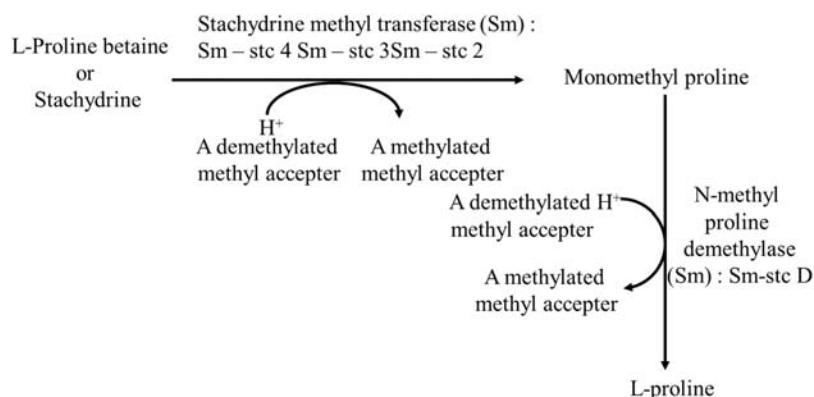 Stachydrine methyl transferase (Sm) :
Sm – stc 4 Sm – stc 3Sm – stc 2
L-Proline betaine
or
Stachydrine
Monomethyl proline
H+
A demethylated
methyl accepter
A methylated
methyl accepter
A demethylated H+
methyl accepter
N-methyl
proline
demethylase
(Sm) : Sm-stc D
A methylated
methyl accepter
L-proline